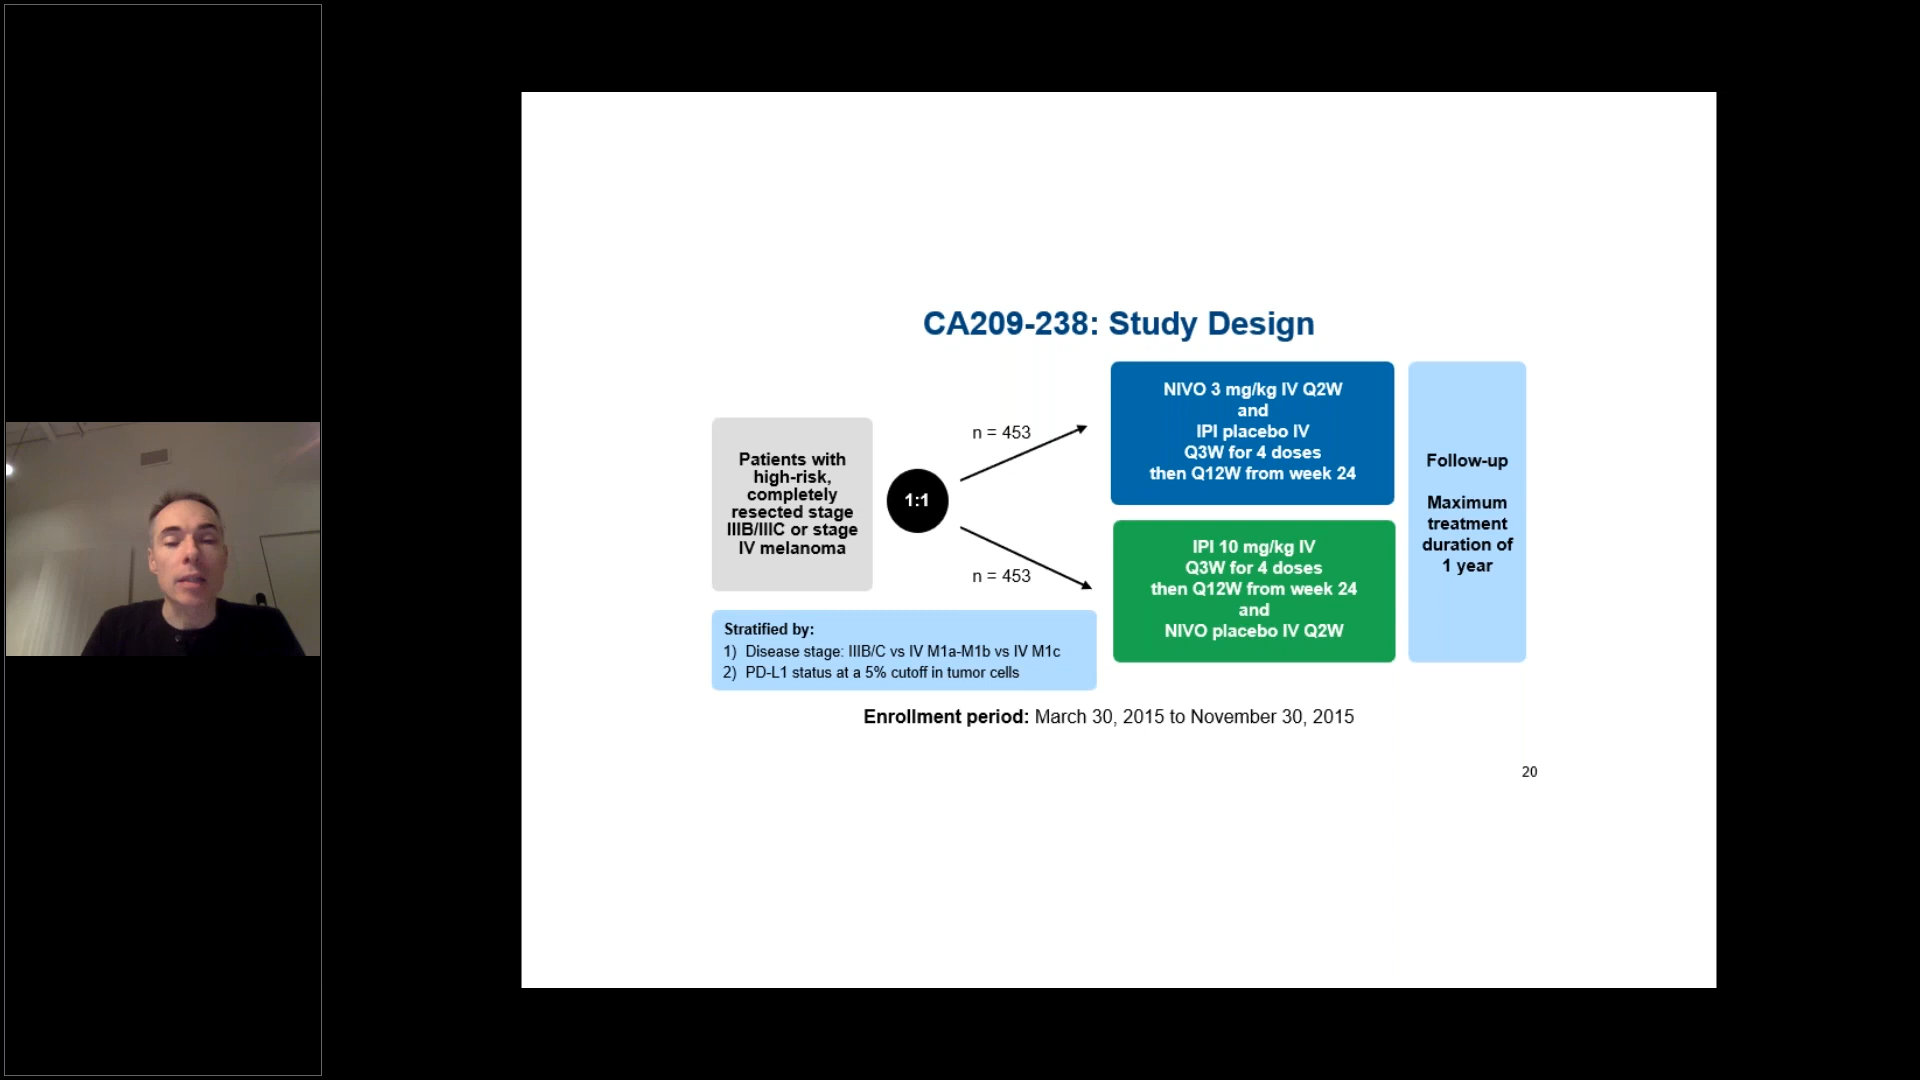 CA209-238: Study Design
Patients with
high-risk,
completely
resected stage
IIIB/IIIC or stage
IV melanoma
1:1
n = 453
n = 453
NIVO 3 mg/kg IV Q2W
and
IPI placebo IV
Q3W for 4 doses
then Q12W from week 24
IPI 10 mg/kg IV
Q3W for 4 doses
then Q12W from week 24
and
NIVO placebo IV Q2W
Follow-up
Maximum
treatment
duration of
1 year
Stratified by:
1) Disease stage: IIIB/C vs IV M1a-M1b vs IV M1c
2) PD-L1 status at a 5% cutoff in tumor cells
Enrollment period: March 30, 2015 to November 30, 2015
20